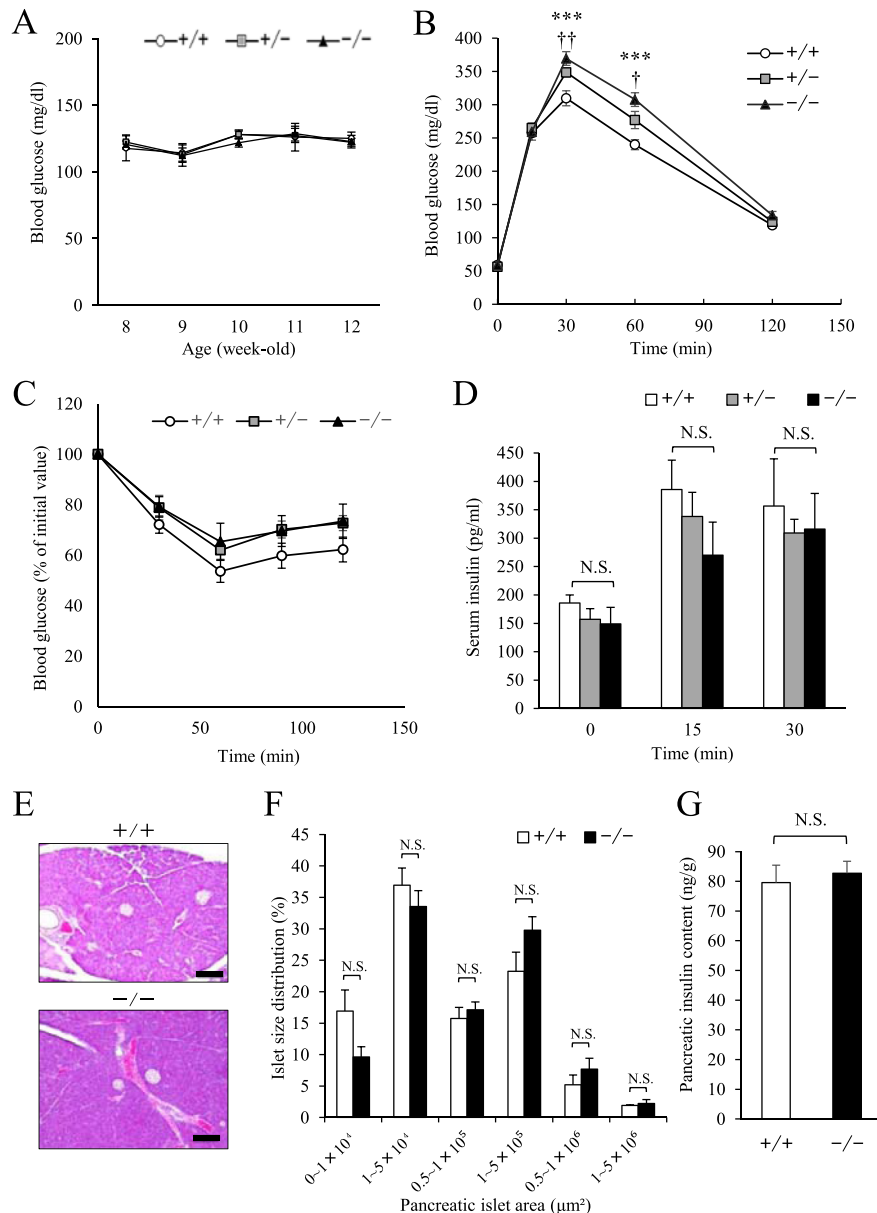 A
+/+ +/− −/−
Blood glucose (mg/dl)
200
150
100
50
0
8 9 10 11 12
Age (week-old)
B
*** 
††
***
†
+/+
+/−
−/−
Blood glucose (mg/dl)
400
350
300
250
200
150
100
50
0
0 30 60 90 120 150
Time (min)
C
+/+ +/− −/−
Blood glucose (% of initial value)
120
100
80
60
40
20
0
0 50 100 150
Time (min)
D
+/+ +/− −/−
Serum insulin (pg/ml)
450
400
350
300
250
200
150
100
50
0
N.S.
N.S.
N.S.
0 15 30
Time (min)
E
+/+
−/−
F
+/+ −/−
Islet size distribution (%)
45
40
35
30
25
20
15
10
5
0
N.S.
N.S.
N.S.
N.S.
N.S.
N.S.
0~1×10⁴
1~5×10⁴
0.5~1×10⁵
1~5×10⁵
0.5~1×10⁶
1~5×10⁶
Pancreatic islet area (μm²)
G
N.S.
Pancreatic insulin content (ng/g)
100
90
80
70
60
50
40
30
20
10
0
+/+ −/−